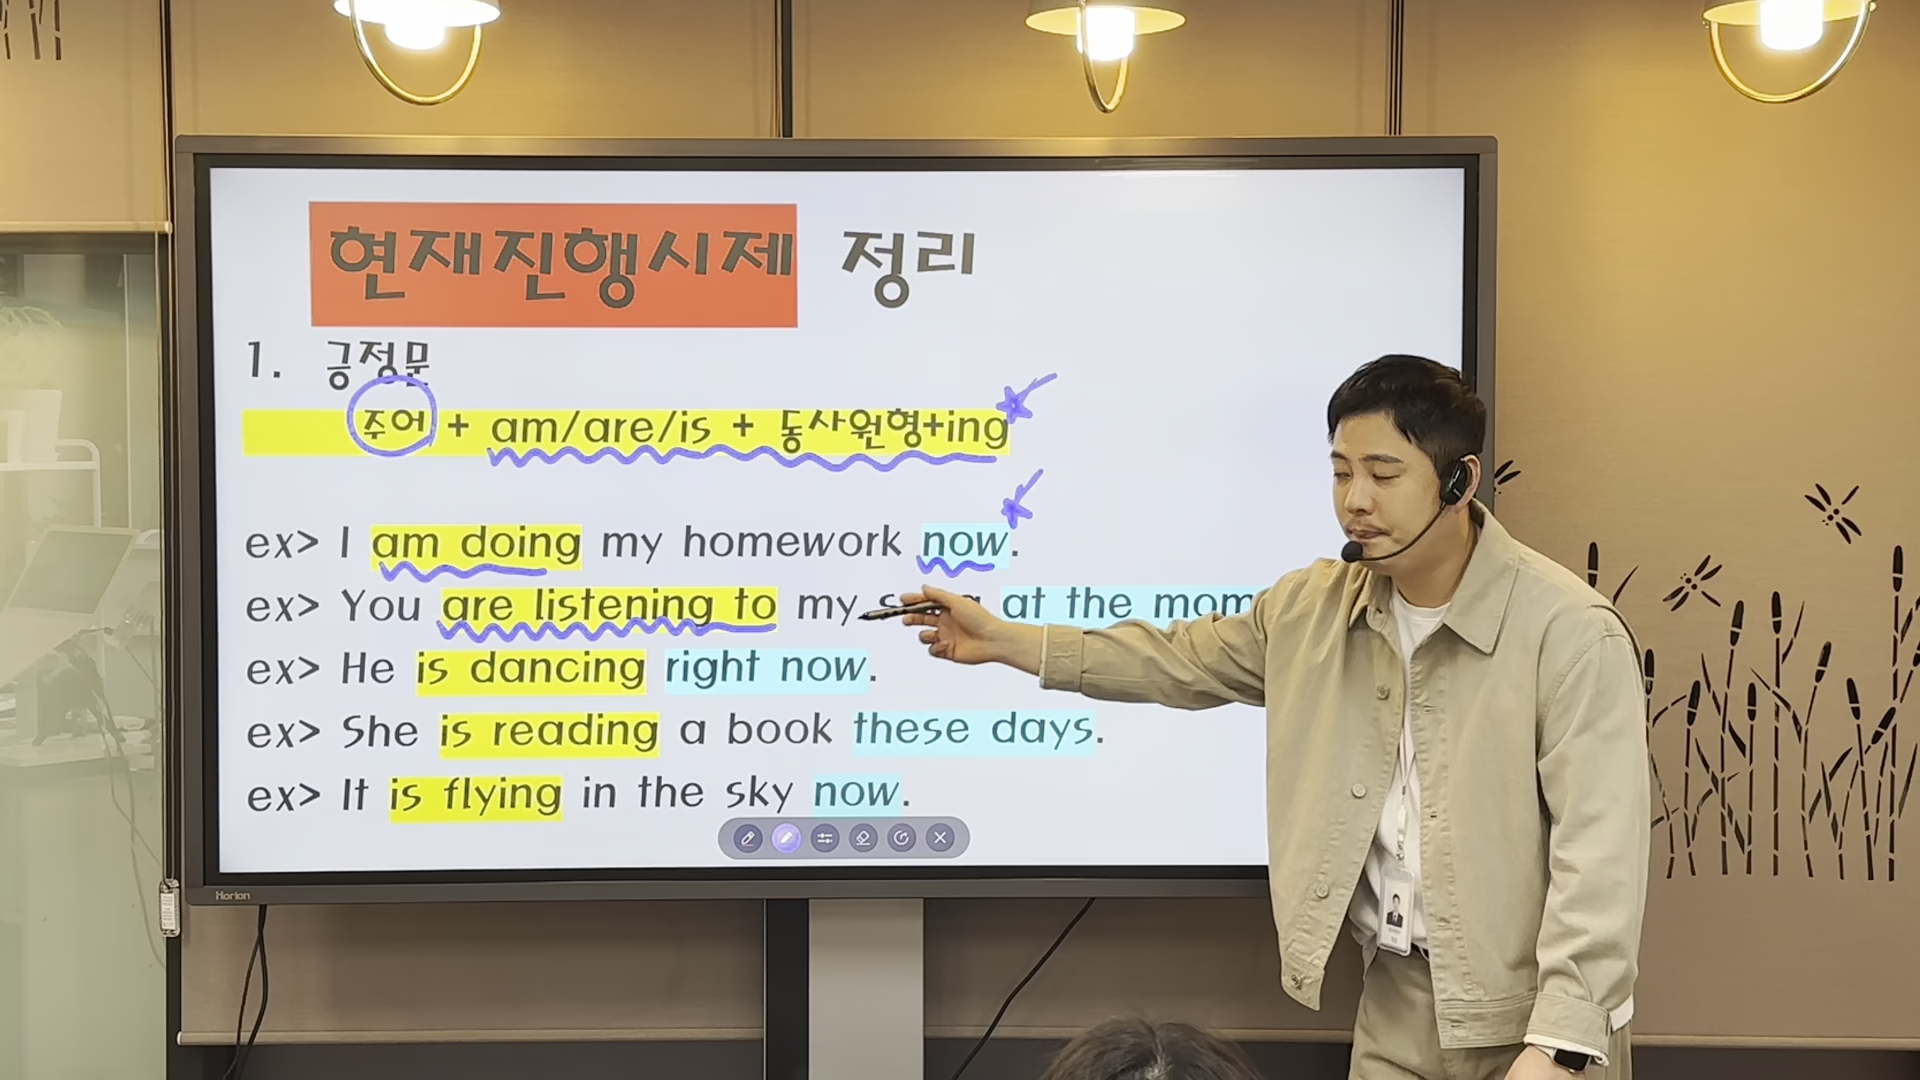 현재진행시제 정리
1. 긍정문
주어 + am/are/is + 동사원형+ing
ex> I am doing my homework now.
ex> You are listening to my at the
ex> He is dancing right now.
ex> She is reading a book these days.
ex> It is flying in the sky now.
Horion